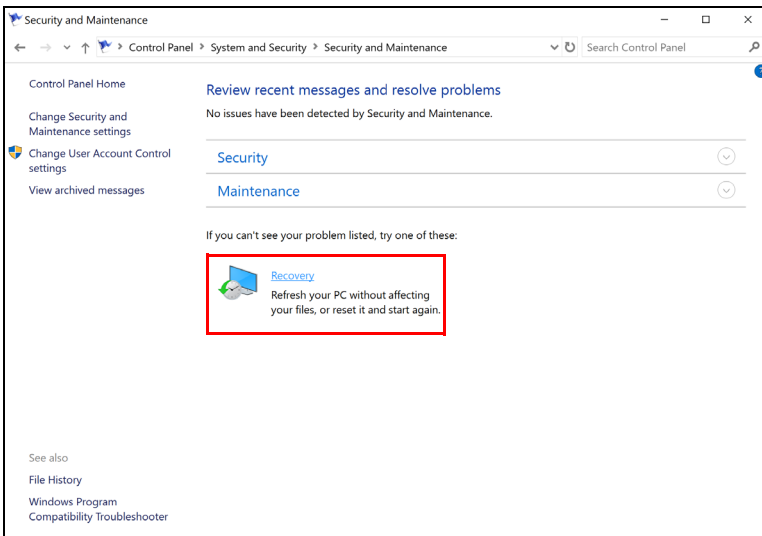 Security and Maintenance
Control Panel > System and Security > Security and Maintenance
Search Control Panel
Control Panel Home
Change Security and
Maintenance settings
Change User Account Control
settings
View archived messages
Review recent messages and resolve problems
No issues have been detected by Security and Maintenance.
Security
Maintenance
If you can't see your problem listed, try one of these:
Recovery
Refresh your PC without affecting
your files, or reset it and start again.
See also
File History
Windows Program
Compatibility Troubleshooter